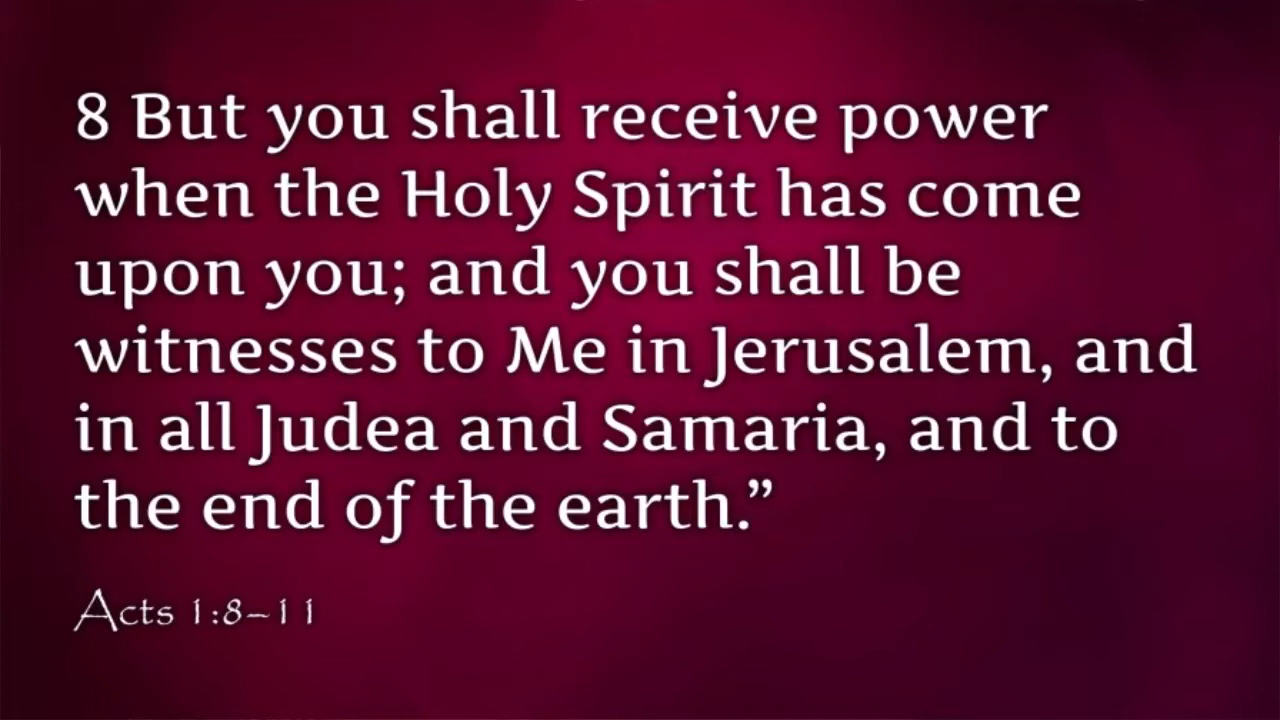 8 But you shall receive power
when the Holy Spirit has come
upon you; and you shall be
witnesses to Me in Jerusalem, and
in all Judea and Samaria, and to
the end of the earth.”
Acts 1:8–11